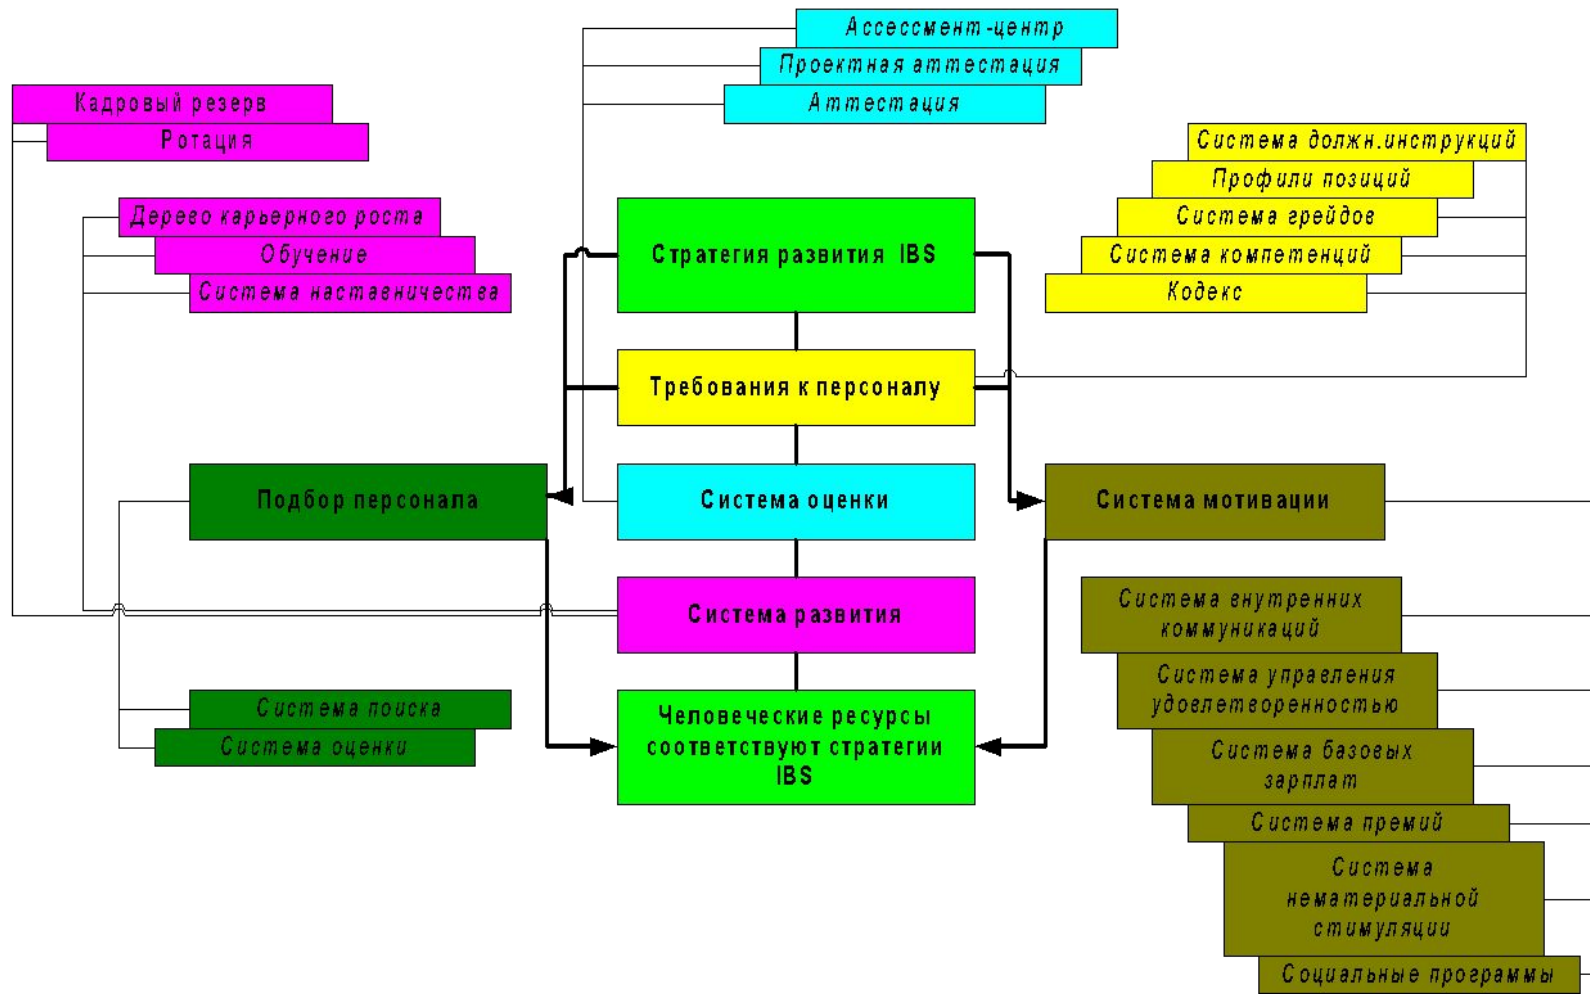 Ассессмент-центр
Проектная аттестация
Аттестация
Кадровый резерв
Ротация
Дерево карьерного роста
Обучение
Система наставничества
Система должн.инструкций
Профили позиций
Система грейдов
Система компетенций
Кодекс
Стратегия развития IBS
Требования к персоналу
Подбор персонала
Система оценки
Система мотивации
Система развития
Человеческие ресурсы
соответствуют стратегии
IBS
Система поиска
Система оценки
Система внутренних
коммуникаций
Система управления
удовлетворенностью
Система базовых
зарплат
Система премий
Система
нематериальной
стимуляции
Социальные программы